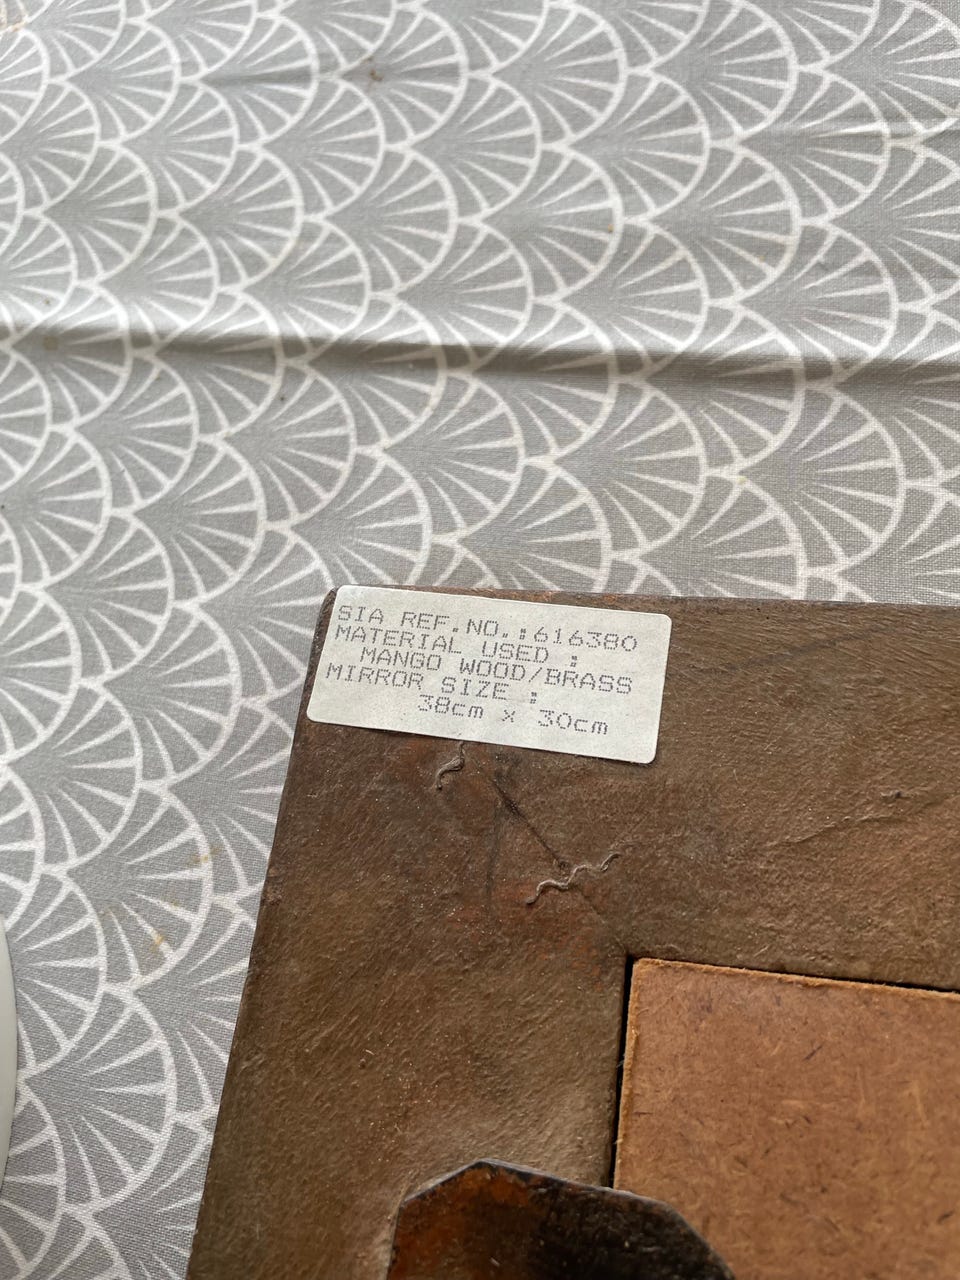 SIA REF.NO.:616380
MATERIAL USED :
MANGO WOOD/BRASS
MIRROR SIZE :
38cm x 30cm